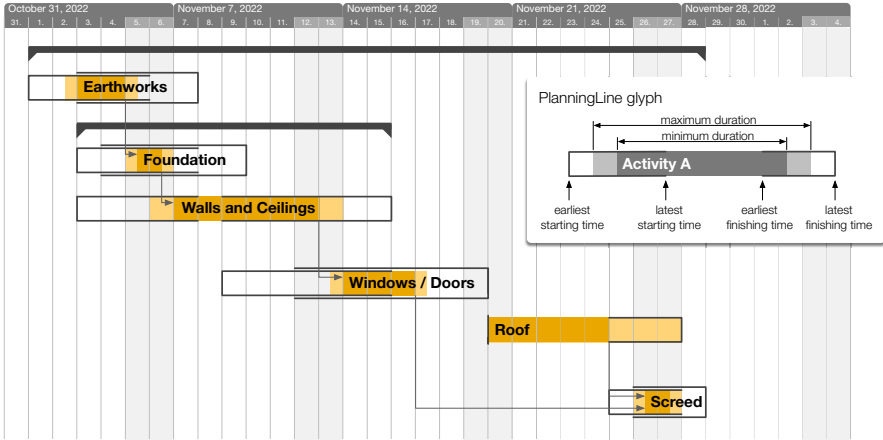 October 31, 2022 November 7, 2022 November 14, 2022 November 21, 2022 November 28, 2022
31. 1. 2. 3. 4. 5. 6. 7. 8. 9. 10. 11. 12. 13. 14. 15. 16. 17. 18. 19. 20. 21. 22. 23. 24. 25. 26. 27. 28. 29. 30. 1. 2. 3. 4.
Earthworks
PlanningLine glyph
maximum duration
minimum duration
Foundation
Activity A
Walls and Ceilings
earliest latest earliest latest
starting time starting time finishing time finishing time
Windows / Doors
Roof
Screed